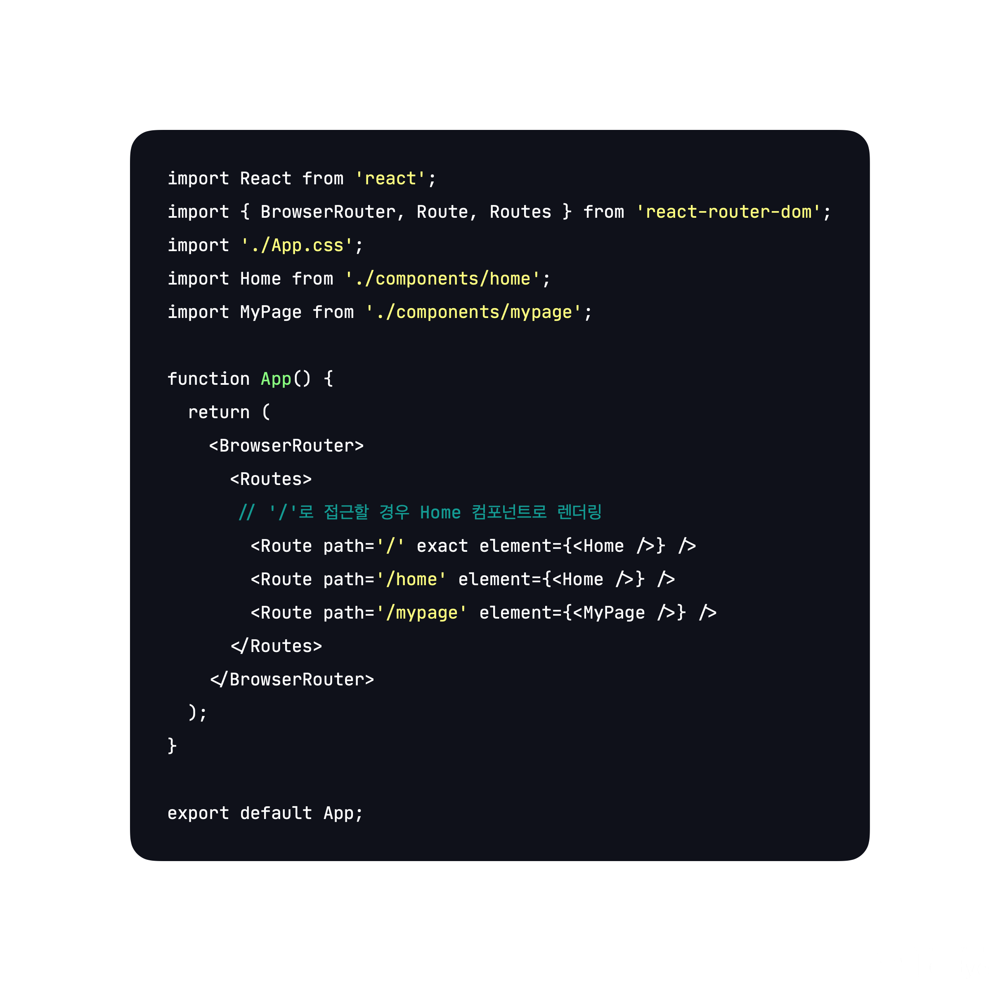 import React from 'react';
import { BrowserRouter, Route, Routes } from 'react-router-dom';
import './App.css';
import Home from './components/home';
import MyPage from './components/mypage';

function App() {
  return (
    <BrowserRouter>
      <Routes>
       // '/'로 접근할 경우 Home 컴포넌트로 렌더링
        <Route path='/' exact element={<Home />} />
        <Route path='/home' element={<Home />} />
        <Route path='/mypage' element={<MyPage />} />
      </Routes>
    </BrowserRouter>
  );
}

export default App;